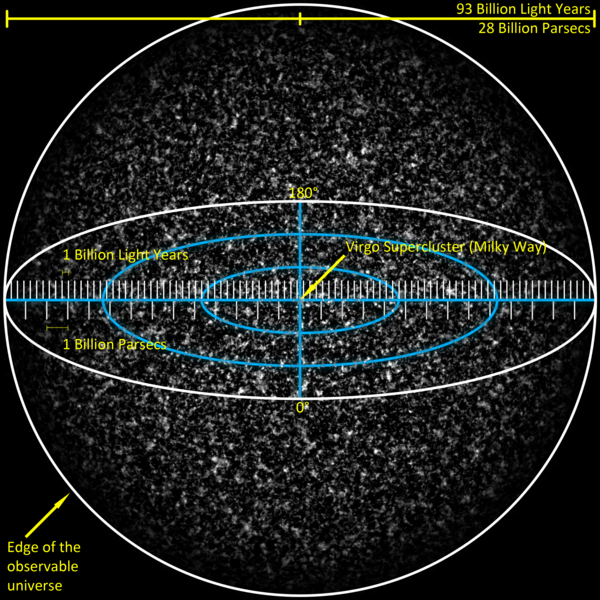 93 Billion Light Years
28 Billion Parsecs
180°
Virgo Supercluster (Milky Way)
1 Billion Light Years
1 Billion Parsecs
0°
Edge of the
observable
universe